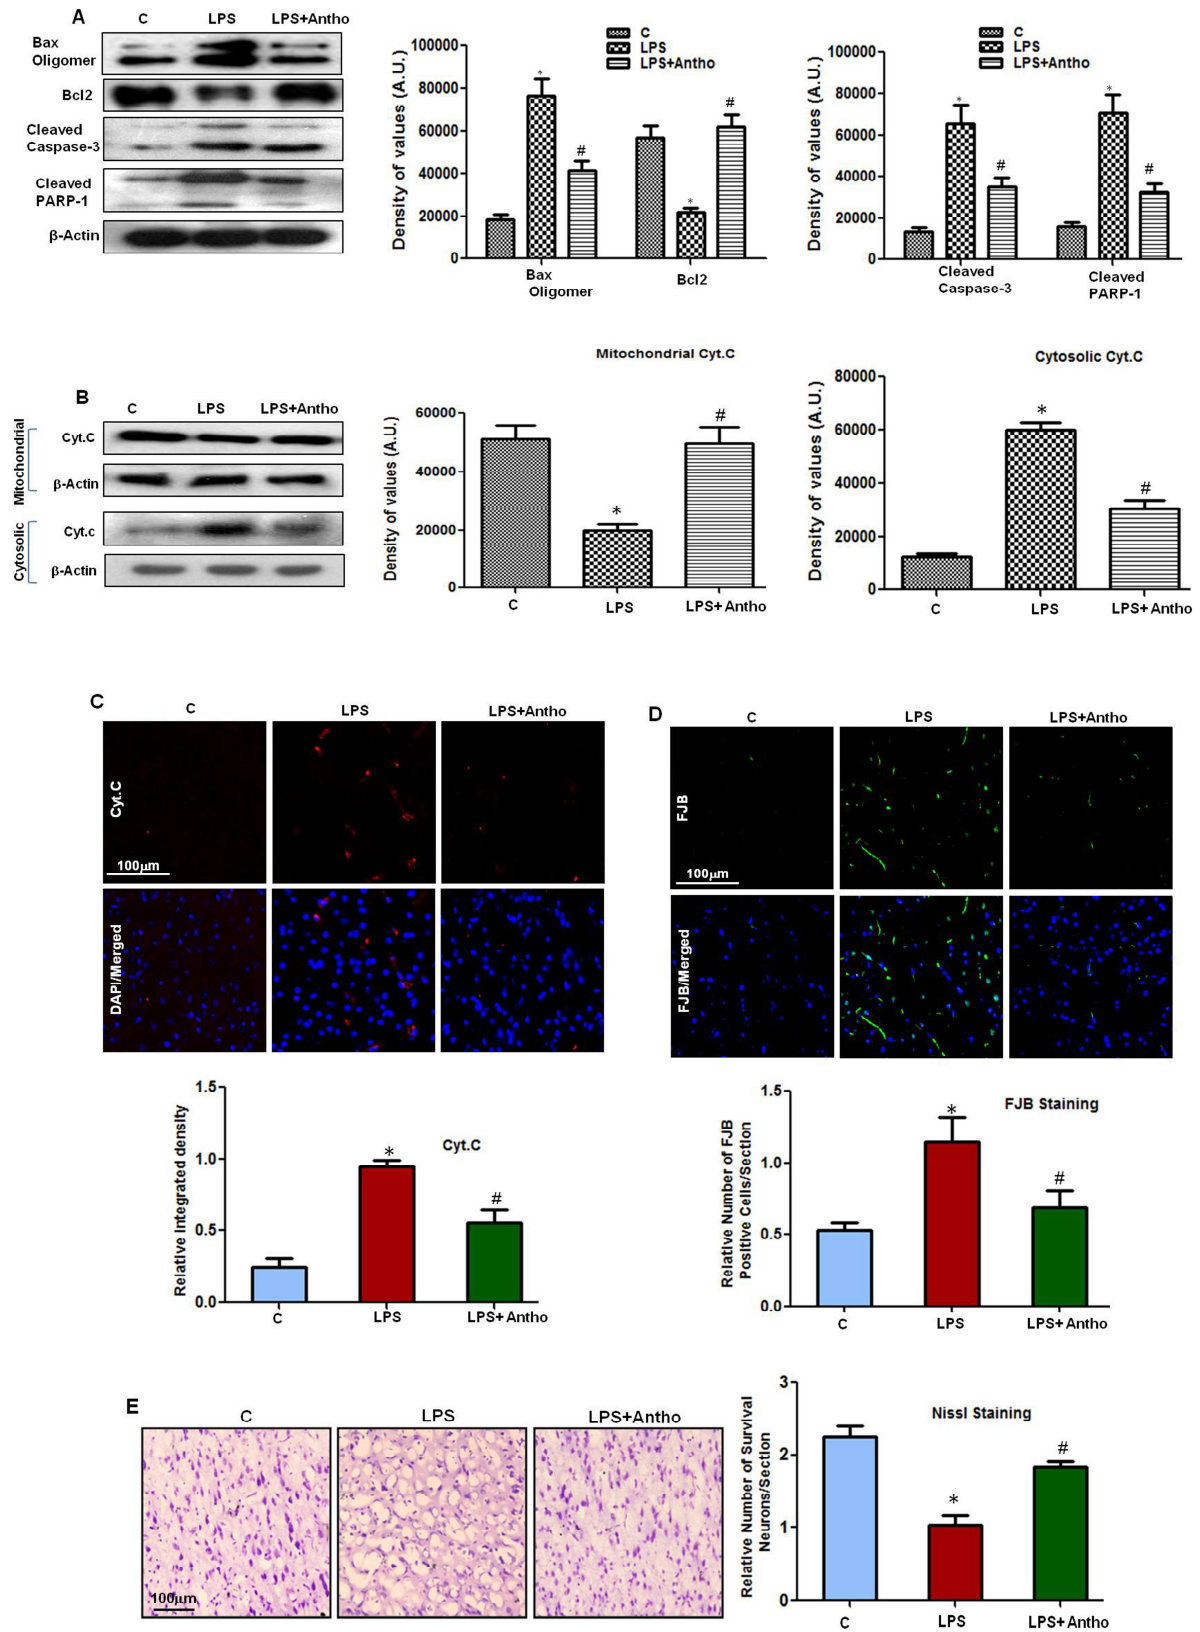 A
C LPS LPS+Antho
Bax
Oligomer
Bcl2
Cleaved
Caspase-3
Cleaved
PARP-1
β-Actin
Density of values (A.U.)
100000
80000
60000
40000
20000
0
C
LPS
LPS+Antho
*
#
*
#
Bax
Oligomer
Bcl2
Density of values (A.U.)
100000
80000
60000
40000
20000
0
C
LPS
LPS+Antho
*
#
*
#
Cleaved
Caspase-3
Cleaved
PARP-1
B
C LPS LPS+Antho
Mitochondrial
Cyt.C
β-Actin
Cytosolic
Cyt.c
β-Actin
Mitochondrial Cyt.C
Density of values (A.U.)
60000
40000
20000
0
*
#
C LPS LPS+Antho
Cytosolic Cyt.C
Density of values (A.U.)
80000
60000
40000
20000
0
*
#
C LPS LPS+Antho
C
C LPS LPS+Antho
Cyt.C
100μm
DAPI/Merged
Relative Integrated density
1.5
1.0
0.5
0.0
Cyt.C
*
#
C LPS LPS+Antho
D
C LPS LPS+Antho
FJB
100μm
FJB/Merged
Relative Number of FJB
Positive Cells/Section
1.5
1.0
0.5
0.0
FJB Staining
*
#
C LPS LPS+Antho
E
C LPS LPS+Antho
100μm
Relative Number of Survival
Neurons/Section
3
2
1
0
Nissl Staining
*
#
C LPS LPS+Antho